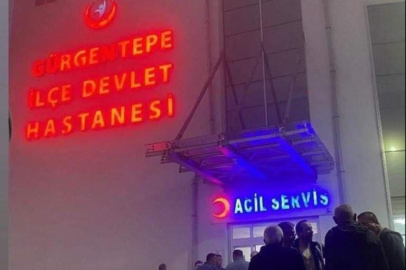 GÜRGENTEPE
İLÇE DEVLET
HASTANESİ
ACİL SERVİS